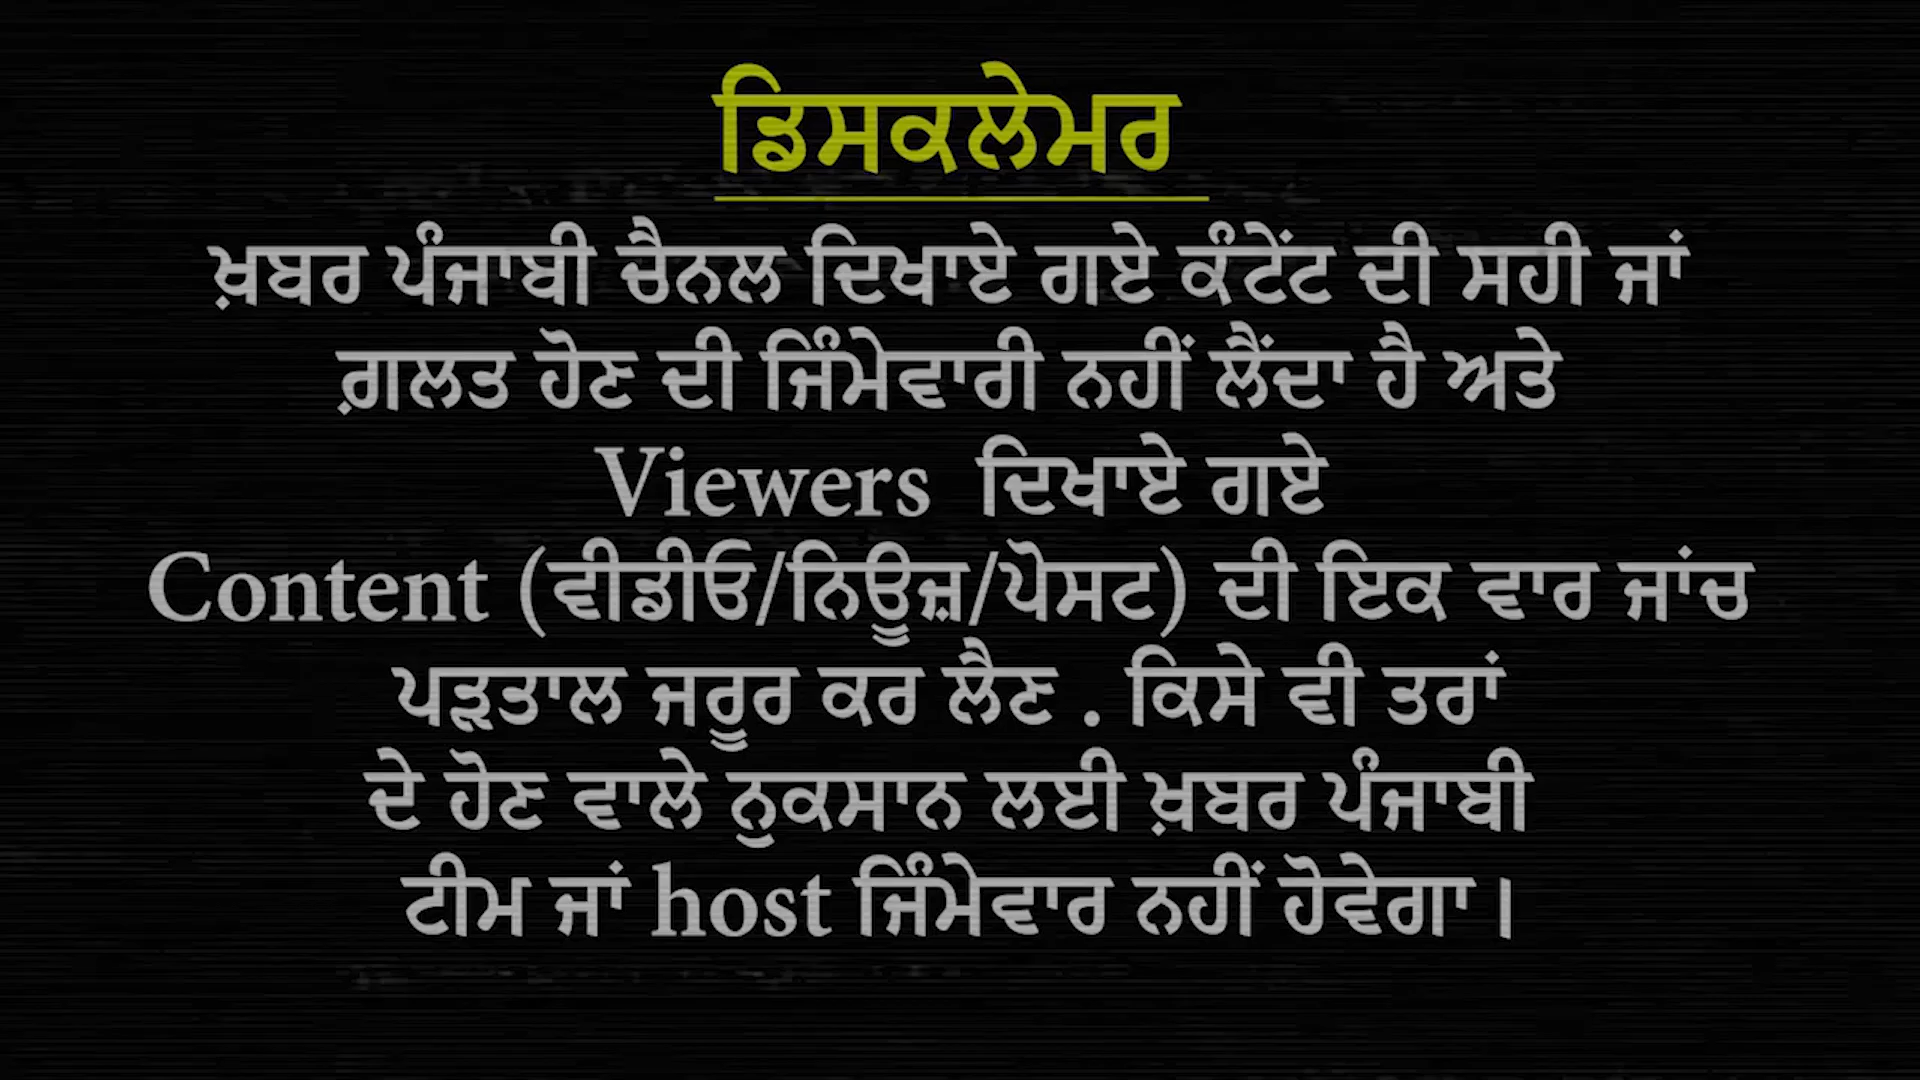 ਡਿਸਕਲੇਮਰ
ਖ਼ਬਰ ਪੰਜਾਬੀ ਚੈਨਲ ਦਿਖਾਏ ਗਏ ਕੰਟੇਂਟ ਦੀ ਸਹੀ ਜਾਂ
ਗ਼ਲਤ ਹੋਣ ਦੀ ਜਿੰਮੇਵਾਰੀ ਨਹੀਂ ਲੈਂਦਾ ਹੈ ਅਤੇ
Viewers ਦਿਖਾਏ ਗਏ
Content (ਵੀਡੀਓ/ਨਿਊਜ਼/ਪੋਸਟ) ਦੀ ਇਕ ਵਾਰ ਜਾਂਚ
ਪੜਤਾਲ ਜਰੂਰ ਕਰ ਲੈਣ . ਕਿਸੇ ਵੀ ਤਰਾਂ
ਦੇ ਹੋਣ ਵਾਲੇ ਨੁਕਸਾਨ ਲਈ ਖ਼ਬਰ ਪੰਜਾਬੀ
ਟੀਮ ਜਾਂ host ਜਿੰਮੇਵਾਰ ਨਹੀਂ ਹੋਵੇਗਾ।